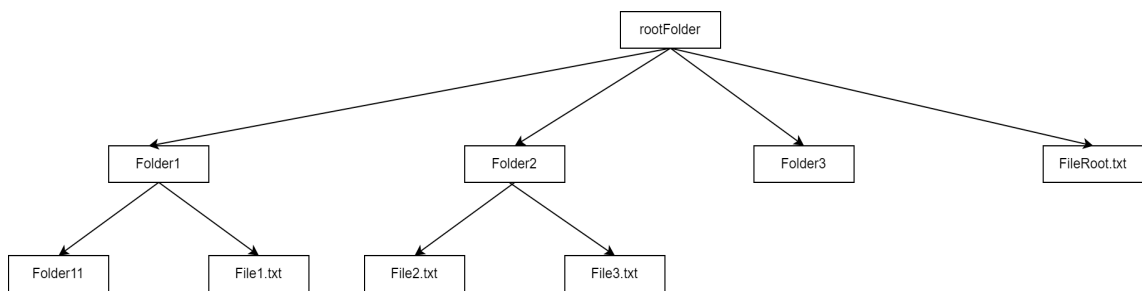 rootFolder
Folder1
Folder2
Folder3
FileRoot.txt
Folder11
File1.txt
File2.txt
File3.txt